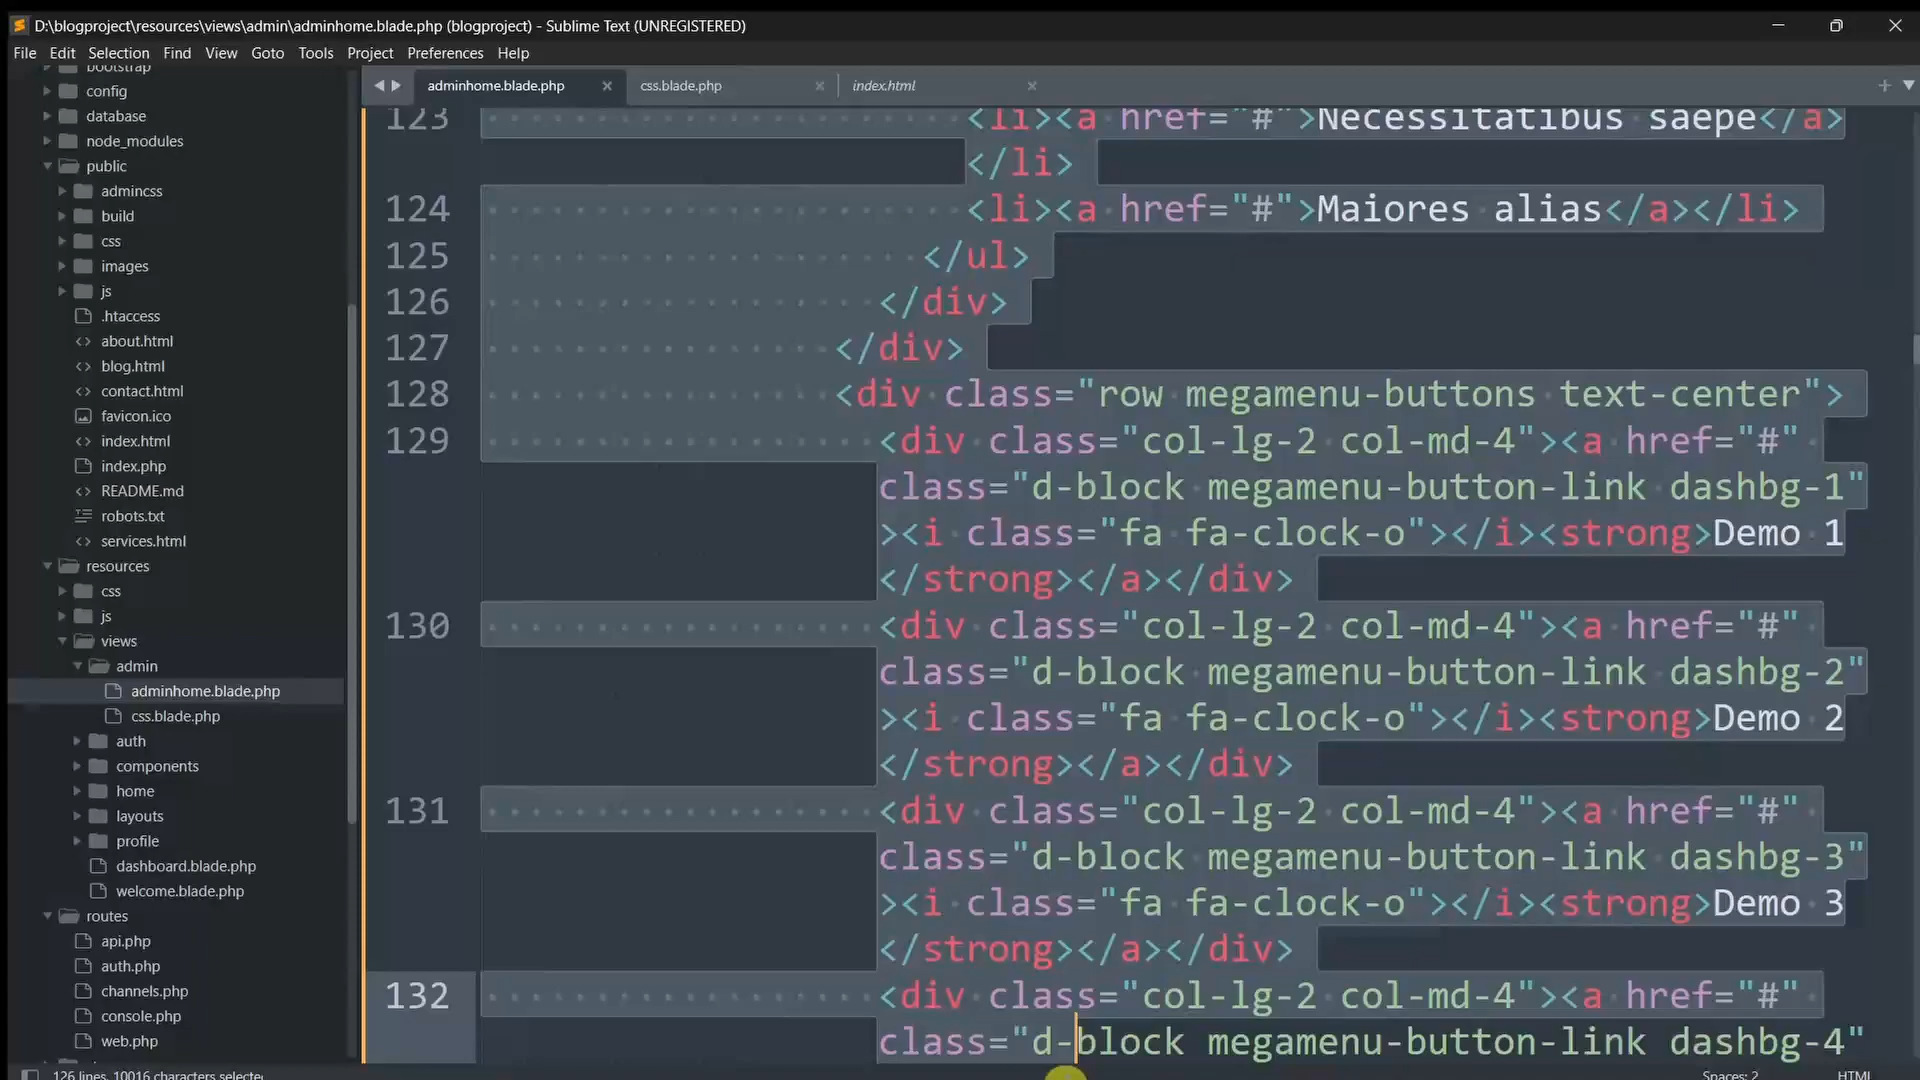 D:\blogproject\resources\views\admin\adminhome.blade.php (blogproject) - Sublime Text (UNREGISTERED)
File Edit Selection Find View Goto Tools Project Preferences Help
bootstrap
config
database
node_modules
public
admincss
build
css
images
js
.htaccess
about.html
blog.html
contact.html
favicon.ico
index.html
index.php
README.md
robots.txt
services.html
resources
css
js
views
admin
adminhome.blade.php
css.blade.php
auth
components
home
layouts
profile
dashboard.blade.php
welcome.blade.php
routes
api.php
auth.php
channels.php
console.php
web.php
adminhome.blade.php css.blade.php index.html
123 <li><a href="#">Necessitatibus saepe</a>
</li>
124 <li><a href="#">Maiores alias</a></li>
125 </ul>
126 </div>
127 </div>
128 <div class="row megamenu-buttons text-center">
129 <div class="col-lg-2 col-md-4"><a href="#"
class="d-block megamenu-button-link dashbg-1"
><i class="fa fa-clock-o"></i><strong>Demo 1
</strong></a></div>
130 <div class="col-lg-2 col-md-4"><a href="#"
class="d-block megamenu-button-link dashbg-2"
><i class="fa fa-clock-o"></i><strong>Demo 2
</strong></a></div>
131 <div class="col-lg-2 col-md-4"><a href="#"
class="d-block megamenu-button-link dashbg-3"
><i class="fa fa-clock-o"></i><strong>Demo 3
</strong></a></div>
132 <div class="col-lg-2 col-md-4"><a href="#"
class="d-block megamenu-button-link dashbg-4"
126 lines, 10016 characters selected Spaces: 2 HTML